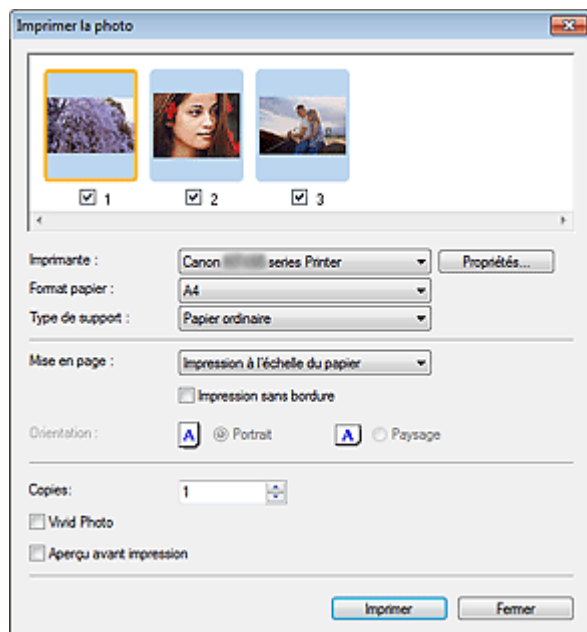 Imprimer la photo
1 2 3
Imprimante : Canon series Printer Propriétés...
Format papier : A4
Type de support : Papier ordinaire
Mise en page : Impression à l'échelle du papier
Impression sans bordure
Orientation : A Portrait A Paysage
Copies: 1
Vivid Photo
Aperçu avant impression
Imprimer Fermer